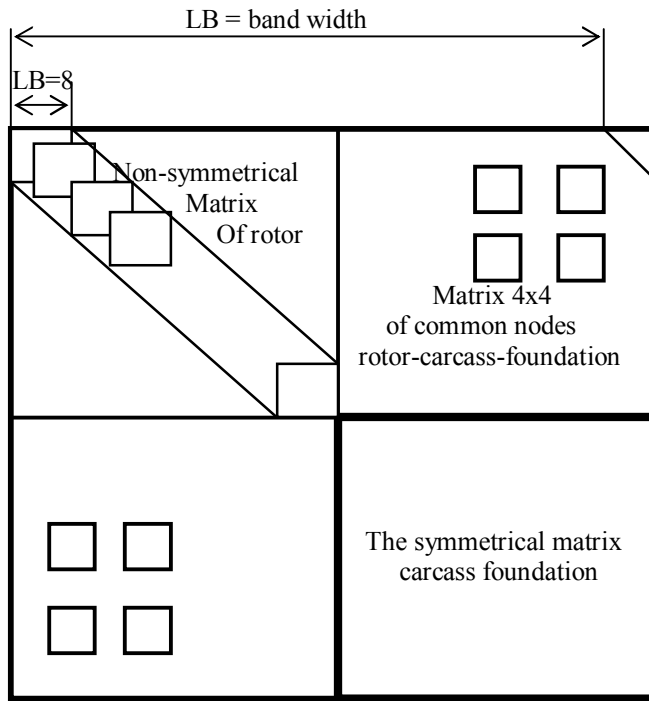 LB = band width
LB=8
Non-symmetrical
Matrix
Of rotor
Matrix 4x4
of common nodes
rotor-carcass-foundation
The symmetrical matrix
carcass foundation